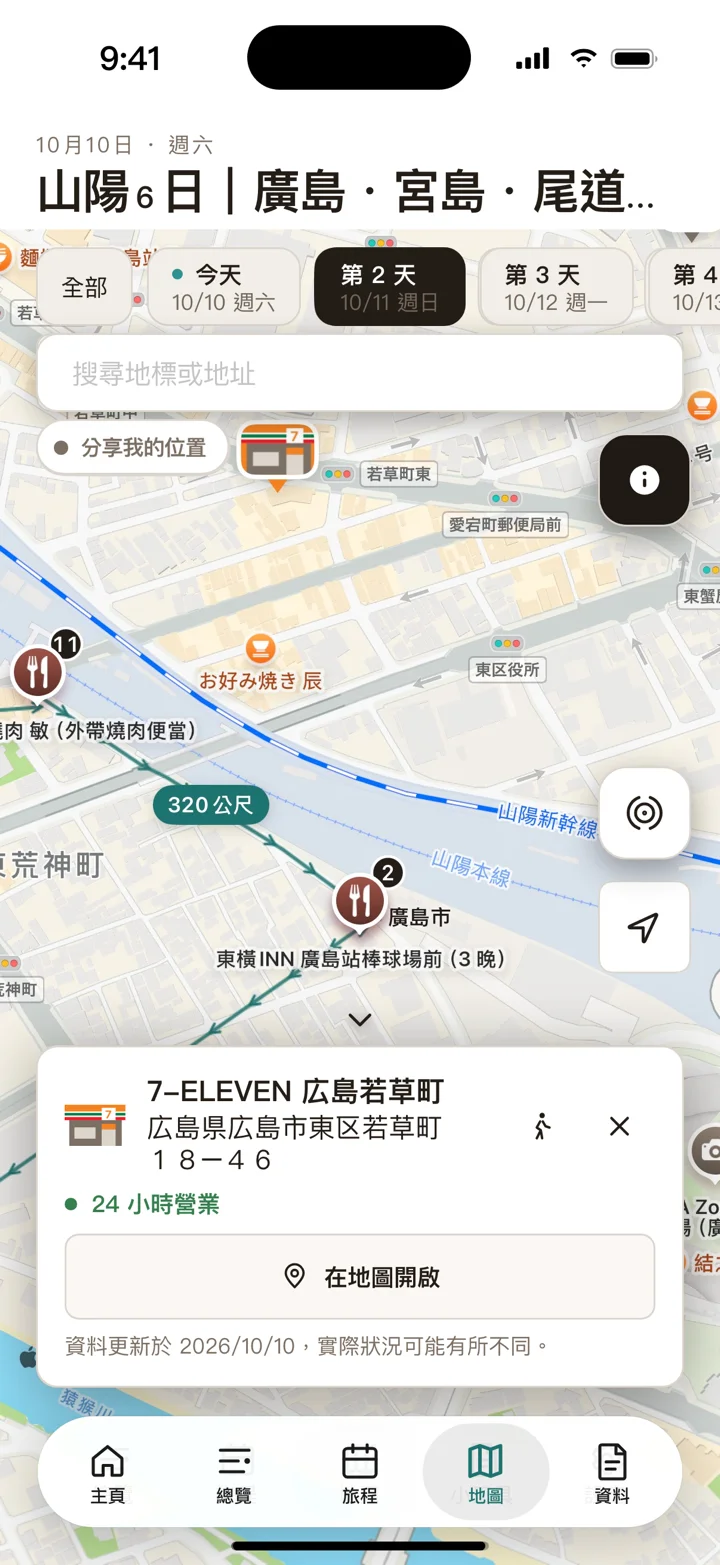 9:41
10月10日 · 週六
山陽6日｜廣島·宮島·尾道...
全部
今天
10/10 週六
第 2 天
10/11 週日
第 3 天
10/12 週一
第 4
10/13
搜尋地標或地址
分享我的位置
7
若草町東
愛宕町郵便局前
号
東蟹屋
東区役所
お好み焼き 辰
11
肉 敏 (外帶燒肉便當)
320公尺
山陽新幹線
山陽本線
荒神町
2
廣島市
東橫INN 廣島站棒球場前 (3 晚)
荒神町
7-ELEVEN 広島若草町
広島県広島市東区若草町
１８－４６
24 小時營業
在地圖開啟
資料更新於 2026/10/10，實際狀況可能有所不同。
猿猴川
主頁
總覽
旅程
地圖
資料